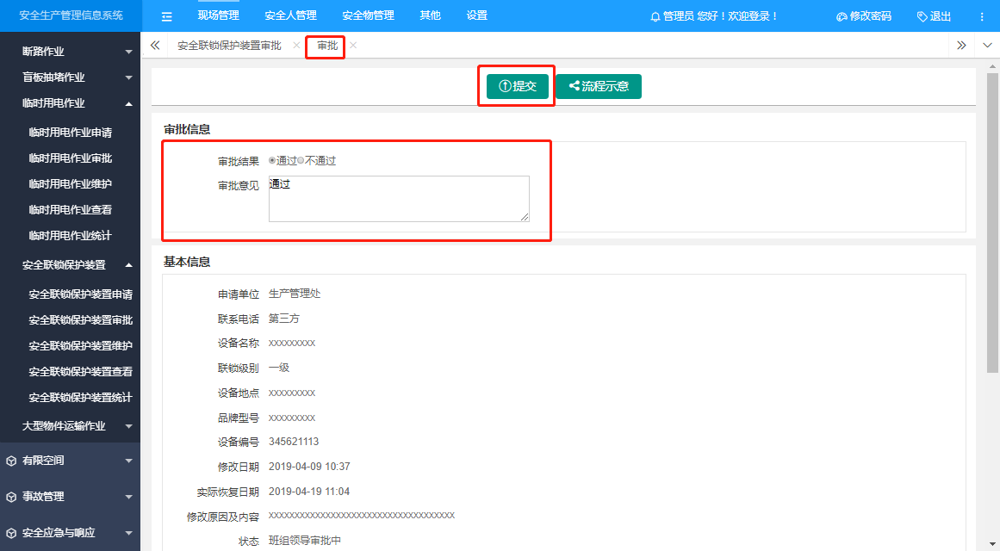 安全生产管理信息系统
现场管理 安全人管理 安全物管理 其他 设置
管理员 您好！欢迎登录！ 修改密码 退出
安全联锁保护装置审批 审批
断路作业
盲板抽堵作业
临时用电作业
临时用电作业申请
临时用电作业审批
临时用电作业维护
临时用电作业查看
临时用电作业统计
安全联锁保护装置
安全联锁保护装置申请
安全联锁保护装置审批
安全联锁保护装置维护
安全联锁保护装置查看
安全联锁保护装置统计
大型物件运输作业
有限空间
事故管理
安全应急与响应
提交 流程示意
审批信息
审批结果 通过 不通过
审批意见 通过
基本信息
申请单位 生产管理处
联系电话 第三方
设备名称 xxxxxxxxx
联锁级别 一级
设备地点 xxxxxxxxx
品牌型号 xxxxxxxxx
设备编号 345621113
修改日期 2019-04-09 10:37
实际恢复日期 2019-04-19 11:04
修改原因及内容 xxxxxxxxxxxxxxxxxxxxxxxxxxxxxxxxxxxx
状态 班组领导审批中